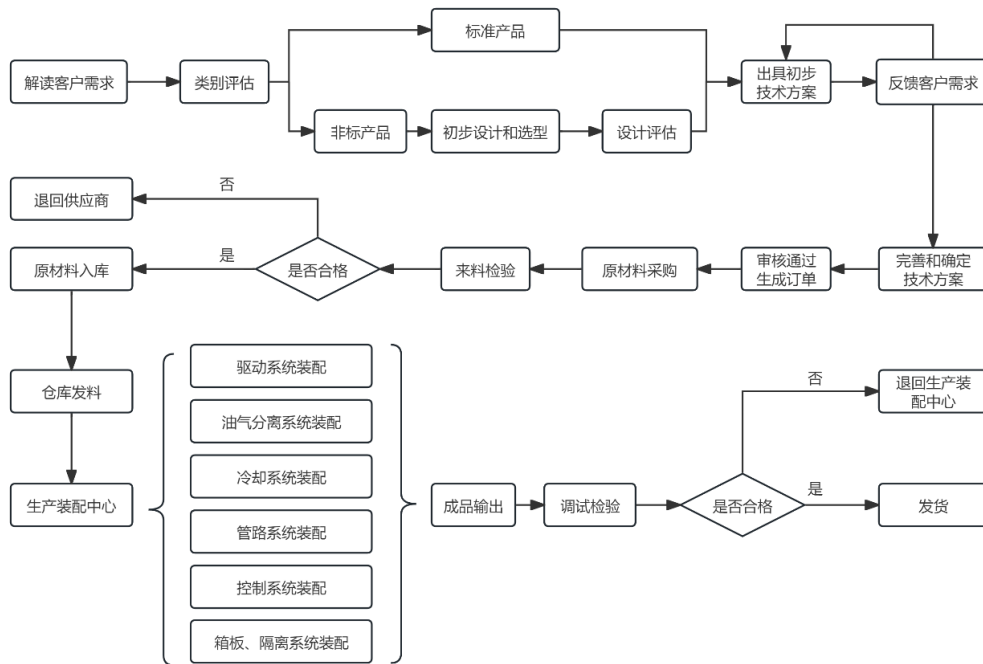 标准产品
解读客户需求
类别评估
出具初步
技术方案
反馈客户需求
非标产品
初步设计和选型
设计评估
否
退回供应商
是
原材料入库
是否合格
来料检验
原材料采购
审核通过
生成订单
完善和确定
技术方案
驱动系统装配
仓库发料
油气分离系统装配
冷却系统装配
生产装配中心
管路系统装配
控制系统装配
箱板、隔离系统装配
成品输出
调试检验
是否合格
否
退回生产装
配中心
是
发货